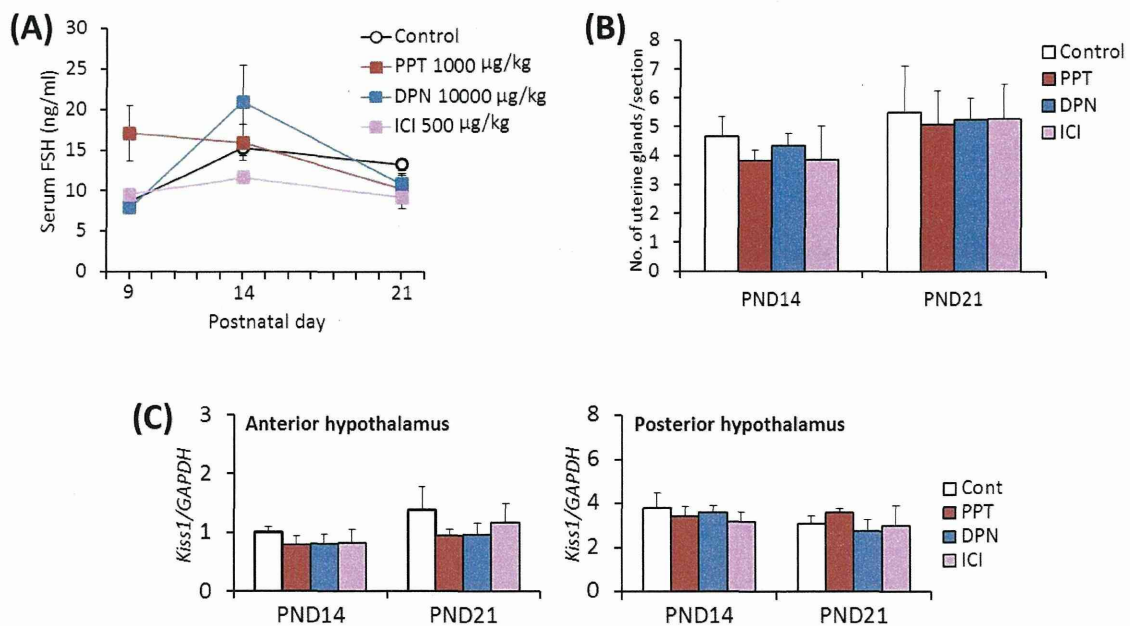 (A)
Serum FSH (ng/ml)
30
25
20
15
10
5
0
9
14
21
Postnatal day
Control
PPT 1000 µg/kg
DPN 10000 µg/kg
ICI 500 µg/kg
(B)
No. of uterine glands /section
8
7
6
5
4
3
2
1
0
PND14
PND21
Control
PPT
DPN
ICI
(C)
Anterior hypothalamus
Kiss1/GAPDH
3
2
1
0
PND14
PND21
Posterior hypothalamus
Kiss1/GAPDH
8
6
4
2
0
PND14
PND21
Cont
PPT
DPN
ICI